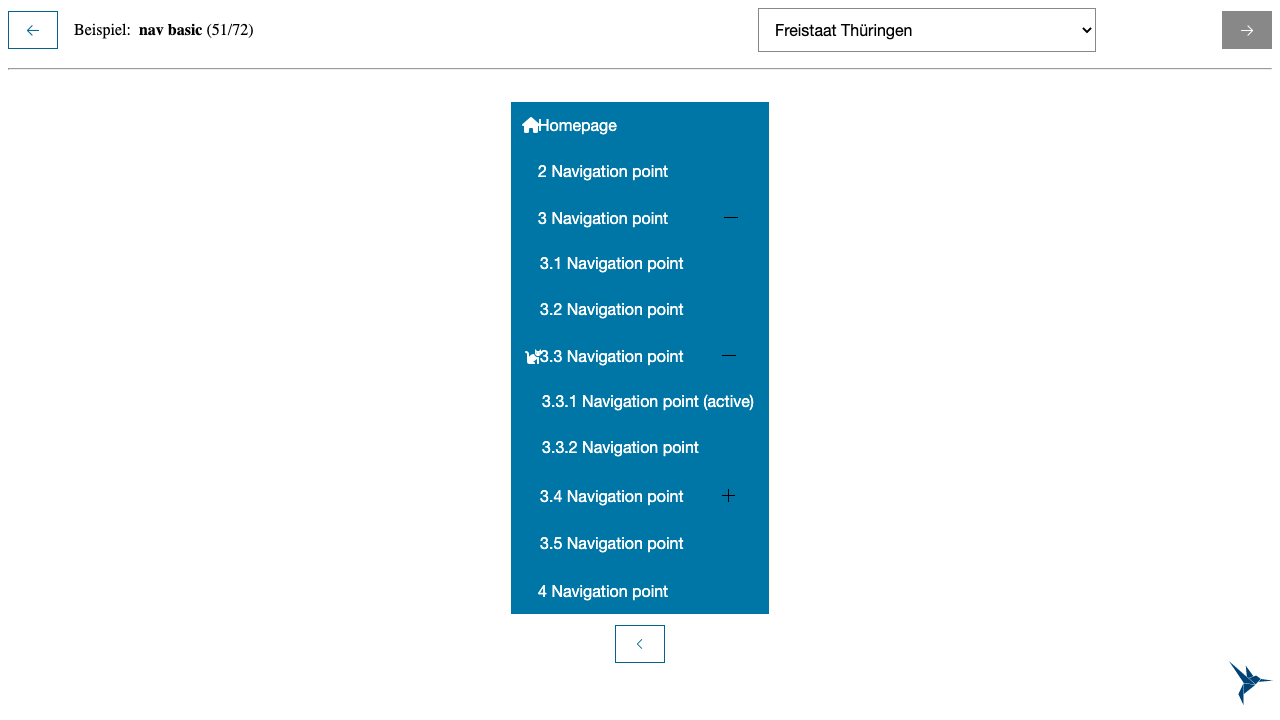 Beispiel: nav basic (51/72)
Freistaat Thüringen
Homepage
2 Navigation point
3 Navigation point
3.1 Navigation point
3.2 Navigation point
3.3 Navigation point
3.3.1 Navigation point (active)
3.3.2 Navigation point
3.4 Navigation point
3.5 Navigation point
4 Navigation point